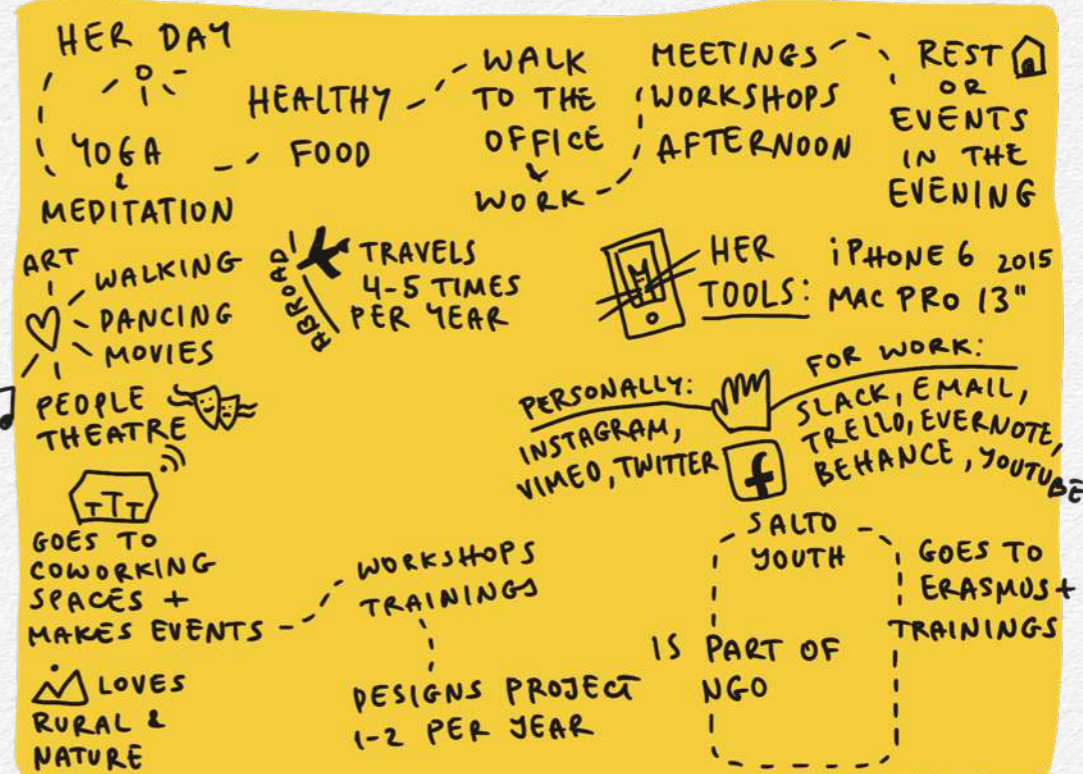 HER DAY
YOGA
&
MEDITATION
HEALTHY
FOOD
WALK
TO THE
OFFICE
&
WORK
MEETINGS
WORKSHOPS
AFTERNOON
REST
OR
EVENTS
IN THE
EVENING
ART
WALKING
DANCING
MOVIES
PEOPLE
THEATRE
ABROAD
TRAVELS
4-5 TIMES
PER YEAR
M
HER
TOOLS:
iPHONE 6 2015
MAC PRO 13"
PERSONALLY:
INSTAGRAM,
VIMEO, TWITTER
f
FOR WORK:
SLACK, EMAIL,
TRELLO, EVERNOTE,
BEHANCE, YOUTUBE
TTT
GOES TO
COWORKING
SPACES +
MAKES EVENTS
WORKSHOPS
TRAININGS
DESIGNS PROJECT
1-2 PER YEAR
SALTO
YOUTH
IS PART OF
NGO
GOES TO
ERASMUS+
TRAININGS
LOVES
RURAL &
NATURE